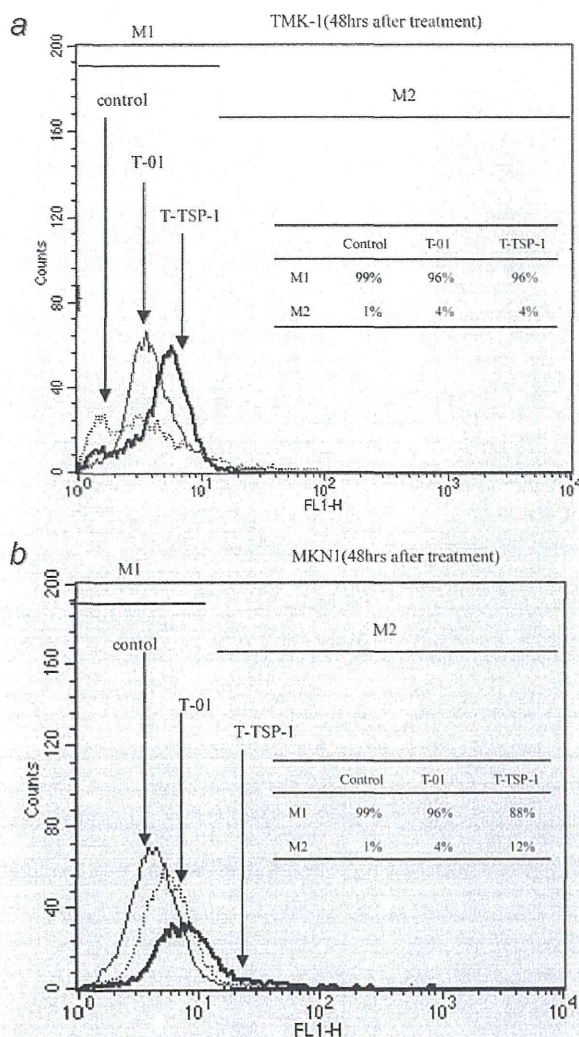 a
TMK-1(48hrs after treatment)
M1
M2
control
T-01
T-TSP-1
Control T-01 T-TSP-1
M1 99% 96% 96%
M2 1% 4% 4%
Counts
200
160
120
80
40
0
10^0 10^1 10^2 10^3 10^4
FL1-H
b
MKN1(48hrs after treatment)
M1
M2
contol
T-01
T-TSP-1
Control T-01 T-TSP-1
M1 99% 96% 88%
M2 1% 4% 12%
Counts
200
160
120
80
40
0
10^0 10^1 10^2 10^3 10^4
FL1-H